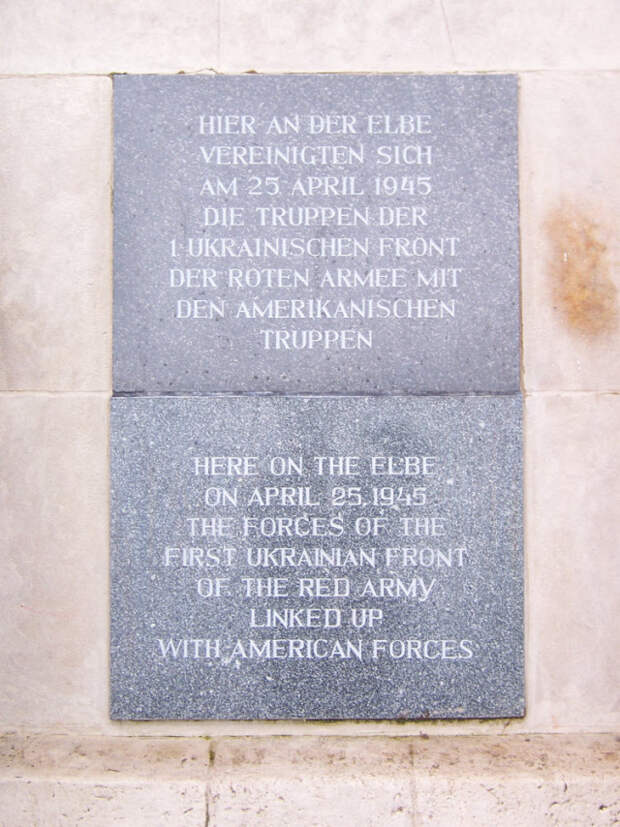 HIER AN DER ELBE
VEREINIGTEN SICH
AM 25 APRIL 1945
DIE TRUPPEN DER
1. UKRAINISCHEN FRONT
DER ROTEN ARMEE MIT
DEN AMERIKANISCHEN
TRUPPEN
HERE ON THE ELBE
ON APRIL 25.1945
THE FORCES OF THE
FIRST UKRAINIAN FRONT
OF THE RED ARMY
LINKED UP
WITH AMERICAN FORCES